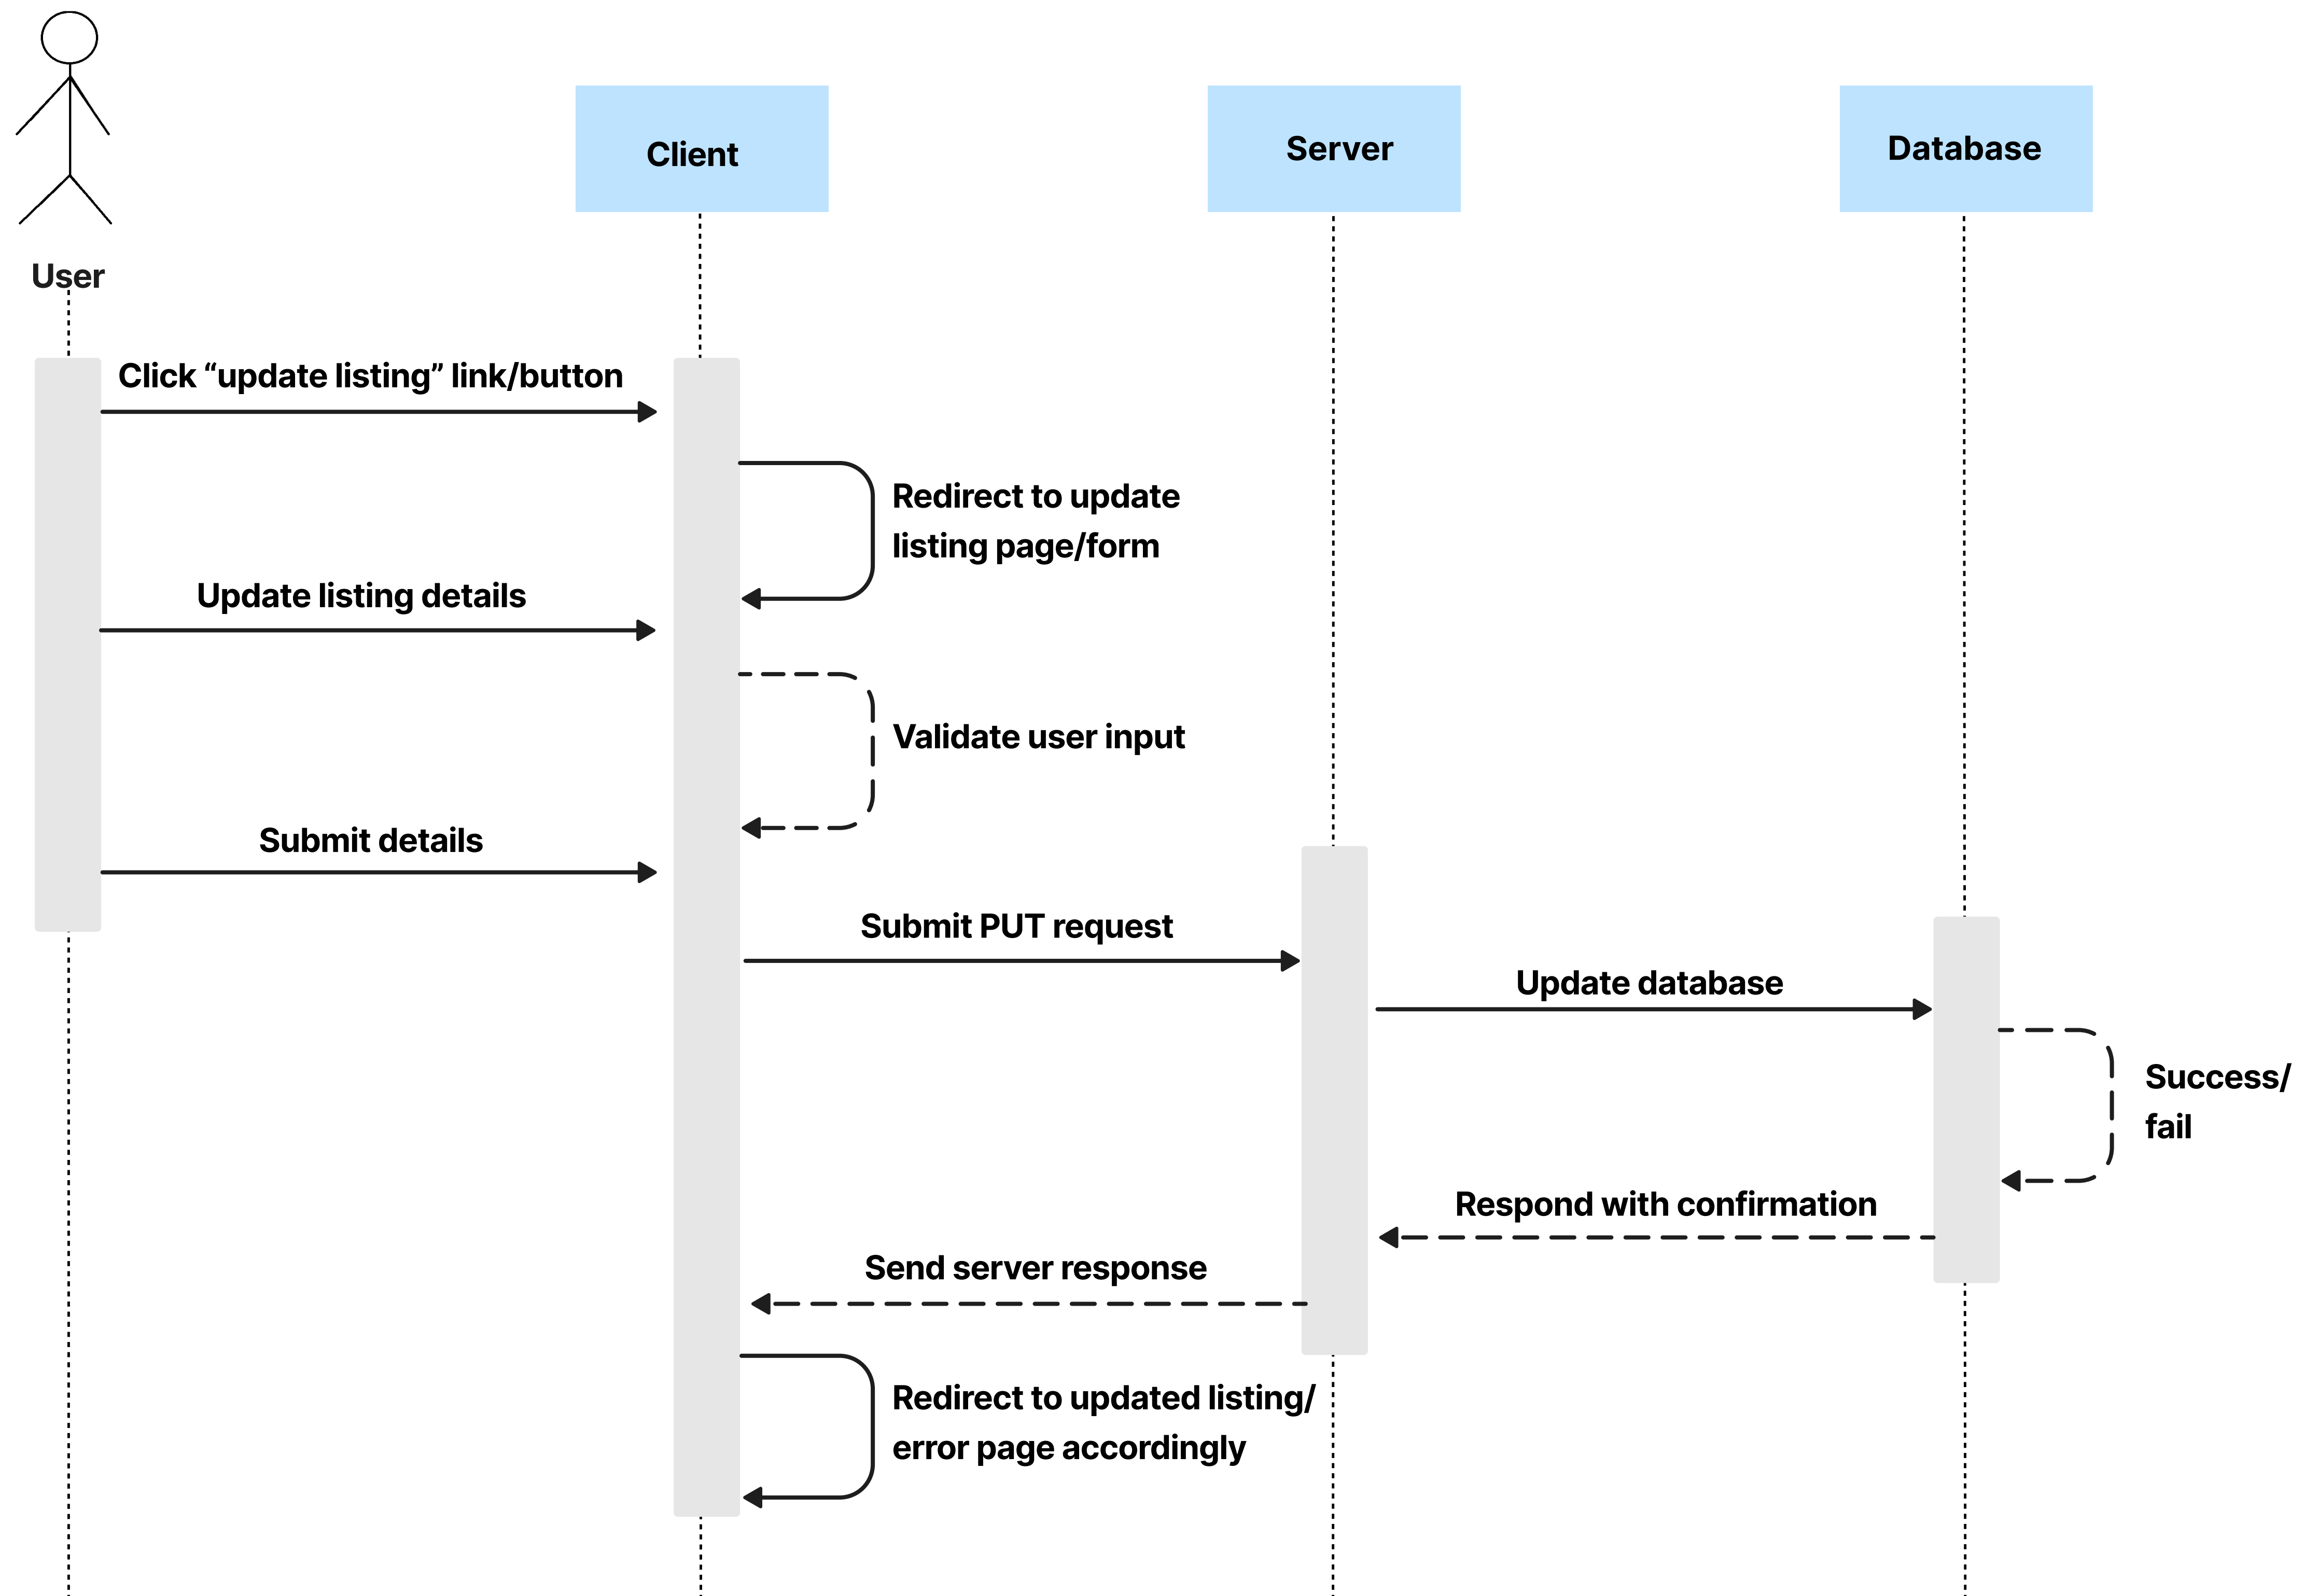 Client
Server
Database
User
Click “update listing” link/button
Redirect to update
listing page/form
Update listing details
Validate user input
Submit details
Submit PUT request
Update database
Success/
fail
Respond with confirmation
Send server response
Redirect to updated listing/
error page accordingly